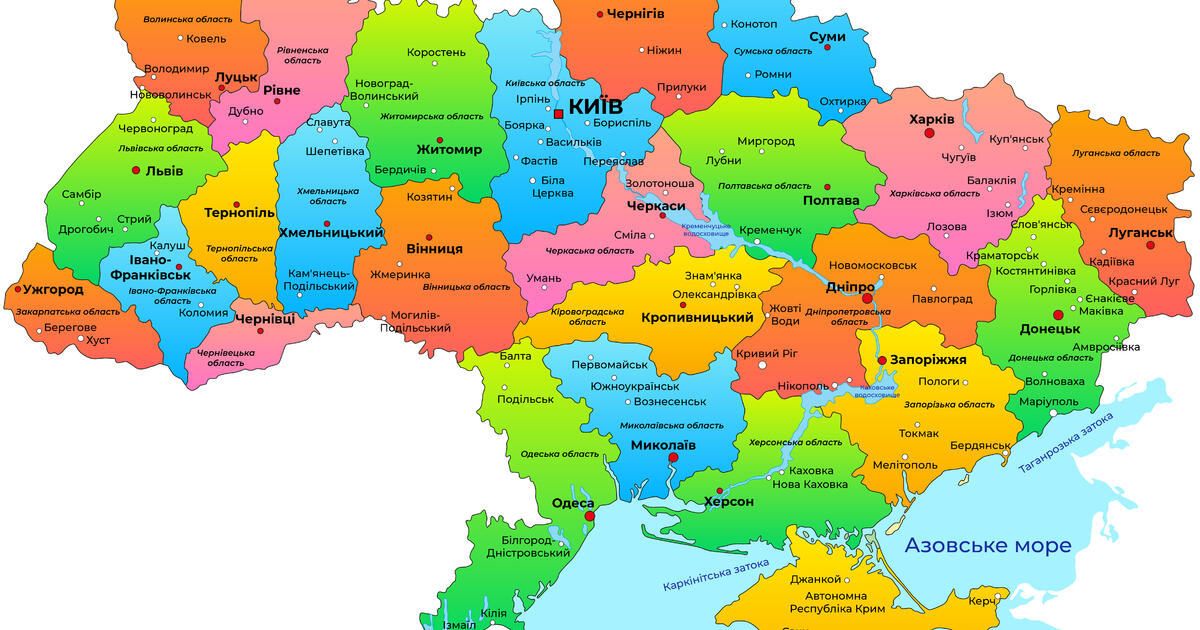 Волинська область
Ковель
Володимир
Нововолинськ
Луцьк
Рівненська
область
Рівне
Дубно
Коростень
Новоград-
Волинський
Житомирська область
Житомир
Бердичів
Славута
Шепетівка
Хмельницька
область
Хмельницький
Кам'янець-
Подільський
Червоноград
Львівська область
Львів
Самбір
Дрогобич
Стрий
Тернопіль
Тернопільська
область
Калуш
Івано-
Франківськ
Івано-Франківська
область
Коломия
Ужгород
Закарпатська область
Берегове
Хуст
Чернівці
Чернівецька
область
Козятин
Вінниця
Жмеринка
Вінницька область
Могилів-
Подільський
Київська область
Ірпінь
КИЇВ
Боярка
Бориспіль
Васильків
Фастів
Переяслав
Біла
Церква
Чернігів
Ніжин
Прилуки
Конотоп
Суми
Сумська область
Ромни
Охтирка
Золотоноша
Черкаси
Сміла
Черкаська область
Умань
Кременчуцьке
водосховище
Миргород
Лубни
Полтавська область
Полтава
Кременчук
Харків
Куп'янськ
Чугуїв
Балаклія
Харківська область
Ізюм
Лозова
Луганська область
Кремінна
Сєвєродонецьк
Луганськ
Кадіївка
Красний Луг
Слов'янськ
Краматорськ
Костянтинівка
Горлівка
Єнакієве
Макіївка
Донецьк
Амвросіївка
Донецька область
Волноваха
Маріуполь
Новомосковськ
Дніпро
Павлоград
Дніпропетровська
область
Жовті
Води
Кривий Ріг
Нікополь
Знам'янка
Олександрівка
Кіровоградська
область
Кропивницький
Запоріжжя
Каховське
водосховище
Пологи
Запорізька область
Токмак
Бердянськ
Мелітополь
Балта
Подільськ
Одеська область
Одеса
Білгород-
Дністровський
Кілія
Ізмаїл
Первомайськ
Южноукраїнськ
Вознесенськ
Миколаївська область
Миколаїв
Херсонська область
Каховка
Нова Каховка
Херсон
Таганрозька затока
Азовське море
Каркінітська затока
Джанкой
Автономна
Республіка Крим
Керч